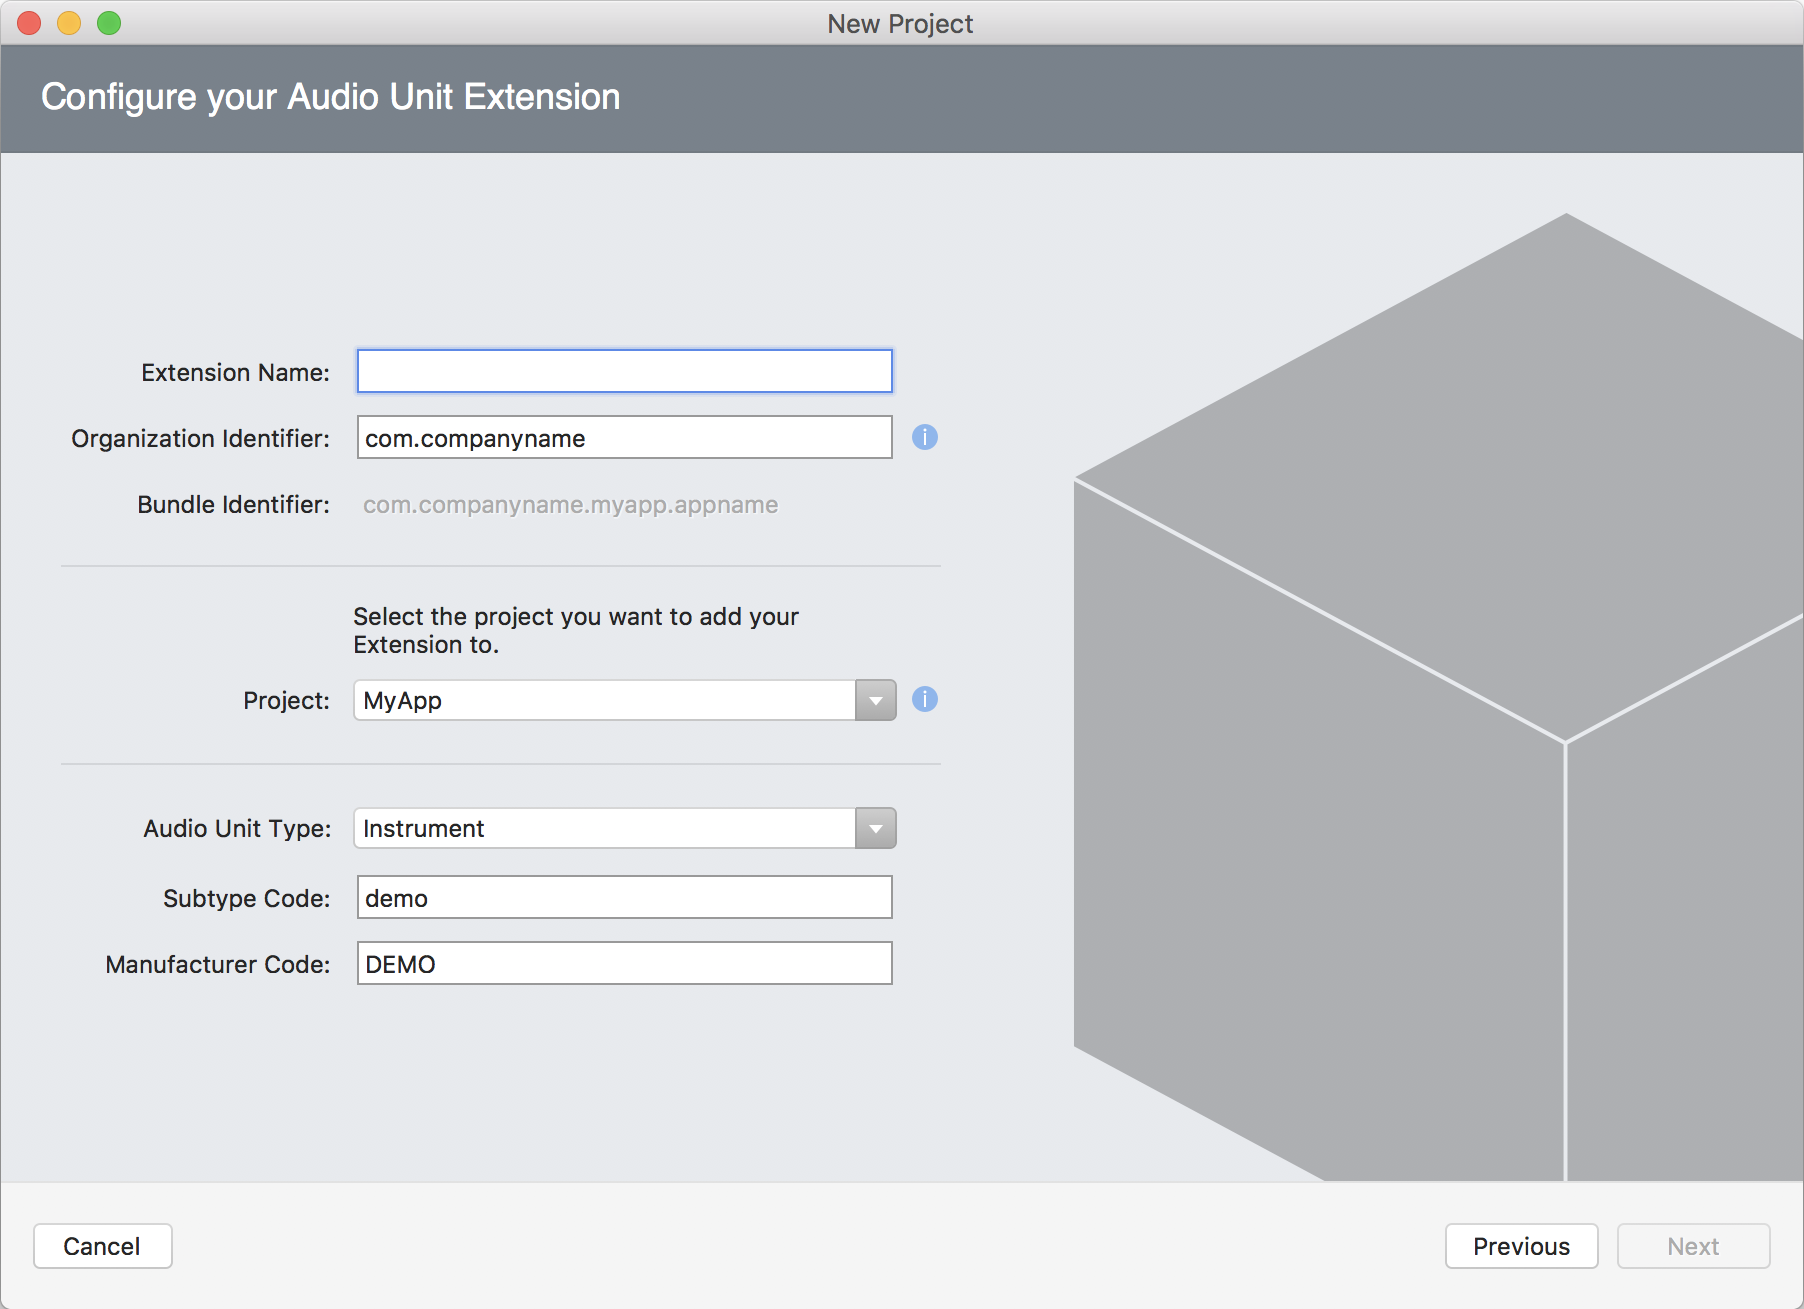 New Project
Configure your Audio Unit Extension
Extension Name:
Organization Identifier: com.companyname
Bundle Identifier: com.companyname.myapp.appname
Select the project you want to add your
Extension to.
Project: MyApp
Audio Unit Type: Instrument
Subtype Code: demo
Manufacturer Code: DEMO
Cancel Previous Next